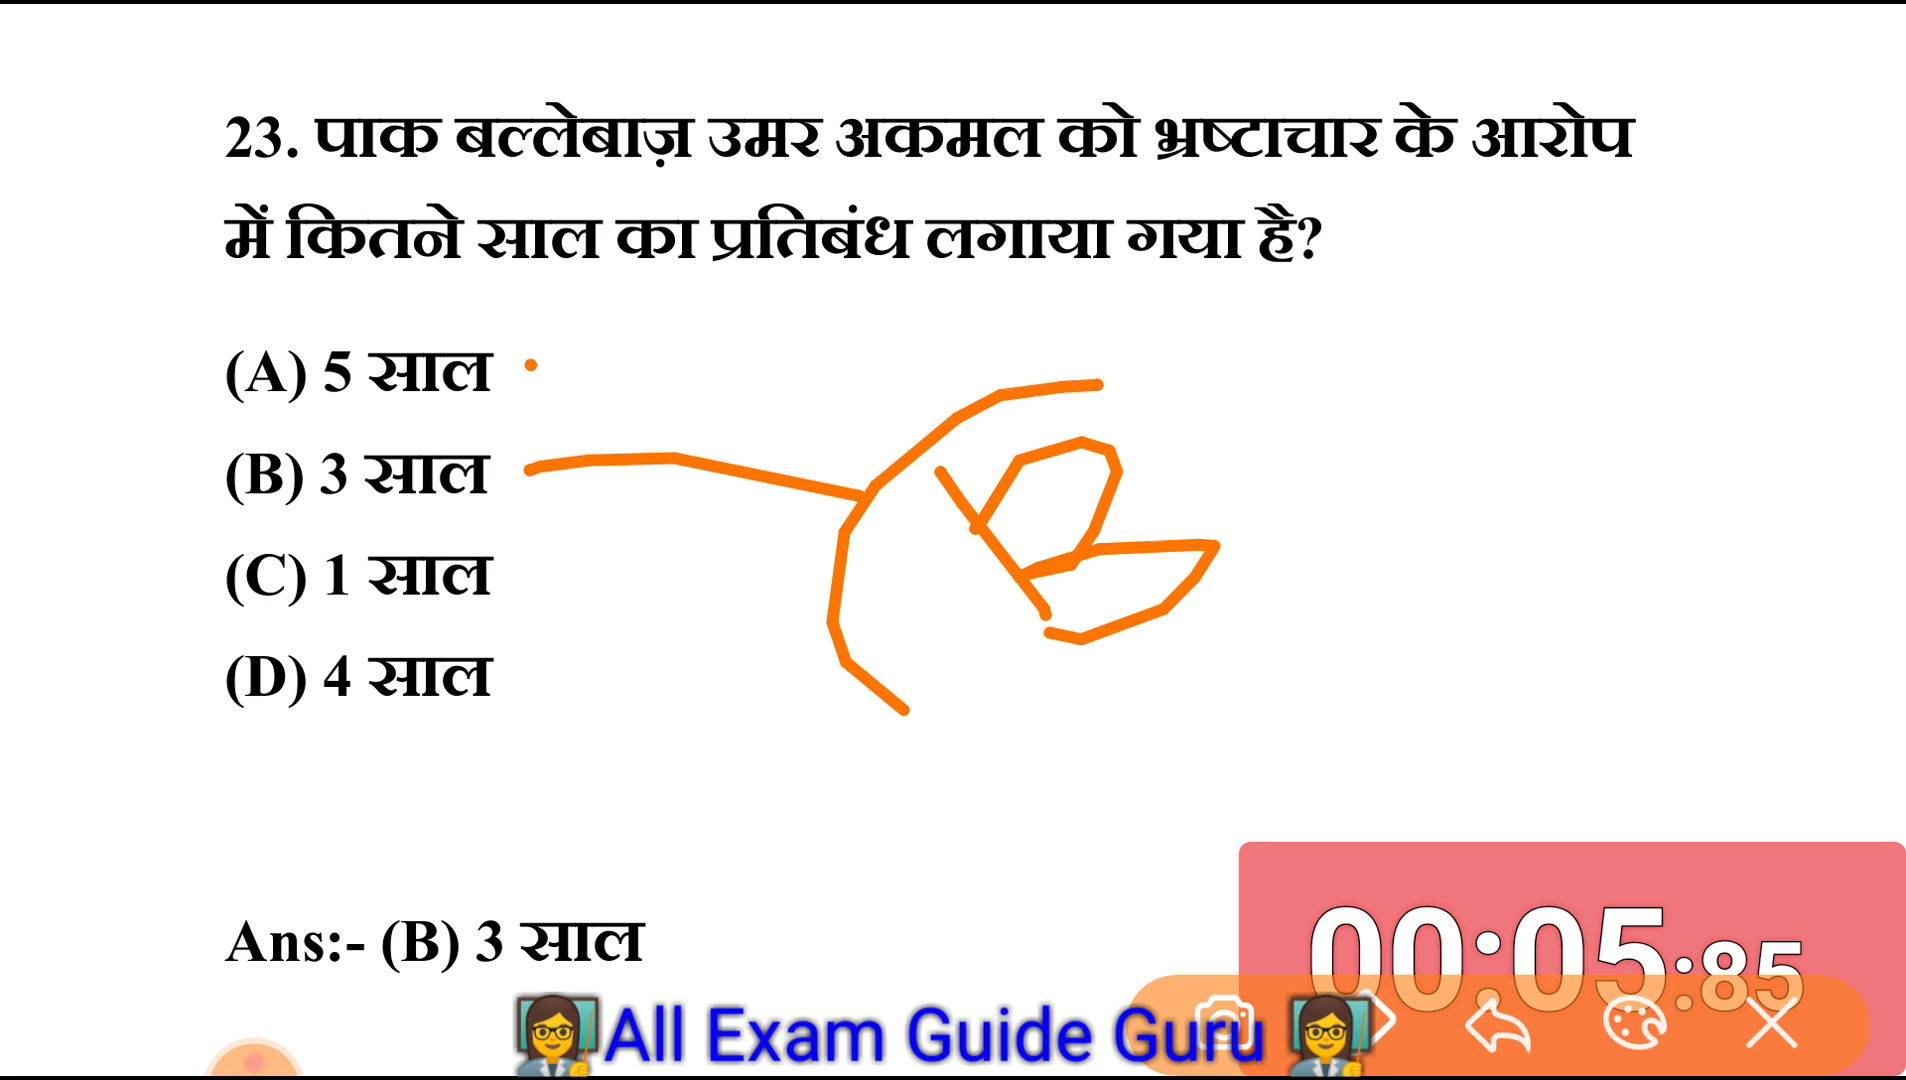 23. पाक बल्लेबाज़ उमर अकमल को भ्रष्टाचार के आरोप
में कितने साल का प्रतिबंध लगाया गया है?
(A) 5 साल
(B) 3 साल
(C) 1 साल
(D) 4 साल
B
Ans:- (B) 3 साल
00:05:85
All Exam Guide Guru